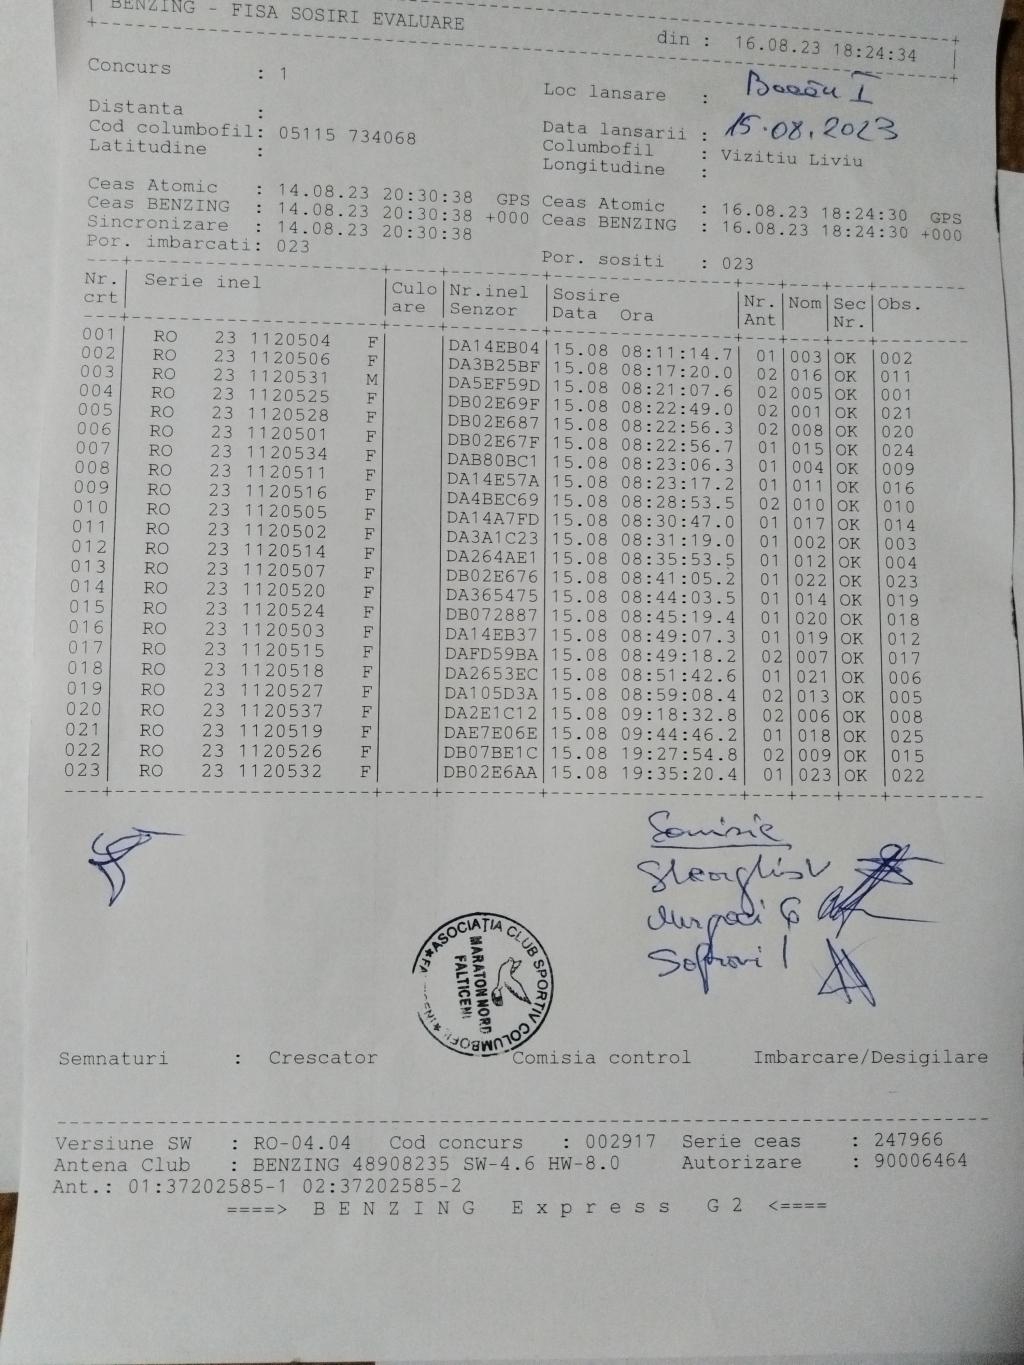 BENZING - FISA SOSIRI EVALUARE
din : 16.08.23 18:24:34
Concurs : 1
Loc lansare : Bacău I
Distanta :
Cod columbofil: 05115 734068
Data lansarii : 15.08.2023
Latitudine :
Columbofil : Vizitiu Liviu
Longitudine :
Ceas Atomic : 14.08.23 20:30:38 GPS Ceas Atomic : 16.08.23 18:24:30 GPS
Ceas BENZING : 14.08.23 20:30:38 +000 Ceas BENZING : 16.08.23 18:24:30 +000
Sincronizare : 14.08.23 20:30:38
Por. imbarcati: 023
Por. sositi : 023
Nr. Serie inel Culo Nr.inel Sosire Nr. Nom Sec Obs.
crt are Senzor Data Ora Ant Nr.
001 RO 23 1120504 F DA14EB04 15.08 08:11:14.7 01 003 OK 002
002 RO 23 1120506 F DA3B25BF 15.08 08:17:20.0 02 016 OK 011
003 RO 23 1120531 M DA5EF59D 15.08 08:21:07.6 02 005 OK 001
004 RO 23 1120525 F DB02E69F 15.08 08:22:49.0 02 001 OK 021
005 RO 23 1120528 F DB02E687 15.08 08:22:56.3 02 008 OK 020
006 RO 23 1120501 F DB02E67F 15.08 08:22:56.7 01 015 OK 024
007 RO 23 1120534 F DAB80BC1 15.08 08:23:06.3 01 004 OK 009
008 RO 23 1120511 F DA14E57A 15.08 08:23:17.2 01 011 OK 016
009 RO 23 1120516 F DA4BEC69 15.08 08:28:53.5 02 010 OK 010
010 RO 23 1120505 F DA14A7FD 15.08 08:30:47.0 01 017 OK 014
011 RO 23 1120502 F DA3A1C23 15.08 08:31:19.0 01 002 OK 003
012 RO 23 1120514 F DA264AE1 15.08 08:35:53.5 01 012 OK 004
013 RO 23 1120507 F DB02E676 15.08 08:41:05.2 01 022 OK 023
014 RO 23 1120520 F DA365475 15.08 08:44:03.5 01 014 OK 019
015 RO 23 1120524 F DB072887 15.08 08:45:19.4 01 020 OK 018
016 RO 23 1120503 F DA14EB37 15.08 08:49:07.3 01 019 OK 012
017 RO 23 1120515 F DAFD59BA 15.08 08:49:18.2 02 007 OK 017
018 RO 23 1120518 F DA2653EC 15.08 08:51:42.6 01 021 OK 006
019 RO 23 1120527 F DA105D3A 15.08 08:59:08.4 02 013 OK 005
020 RO 23 1120537 F DA2E1C12 15.08 09:18:32.8 02 006 OK 008
021 RO 23 1120519 F DAE7E06E 15.08 09:44:46.2 01 018 OK 025
022 RO 23 1120526 F DB07BE1C 15.08 19:27:54.8 02 009 OK 015
023 RO 23 1120532 F DB02E6AA 15.08 19:35:20.4 01 023 OK 022
ASOCIAȚIA CLUB SPORTIV
MARATON NORD
FALTICENI
Semnaturi : Crescator Comisia control Imbarcare/Desigilare
Versiune SW : RO-04.04 Cod concurs : 002917 Serie ceas : 247966
Antena Club : BENZING 48908235 SW-4.6 HW-8.0 Autorizare : 90006464
Ant.: 01:37202585-1 02:37202585-2
====> B E N Z I N G E x p r e s s G 2 <====